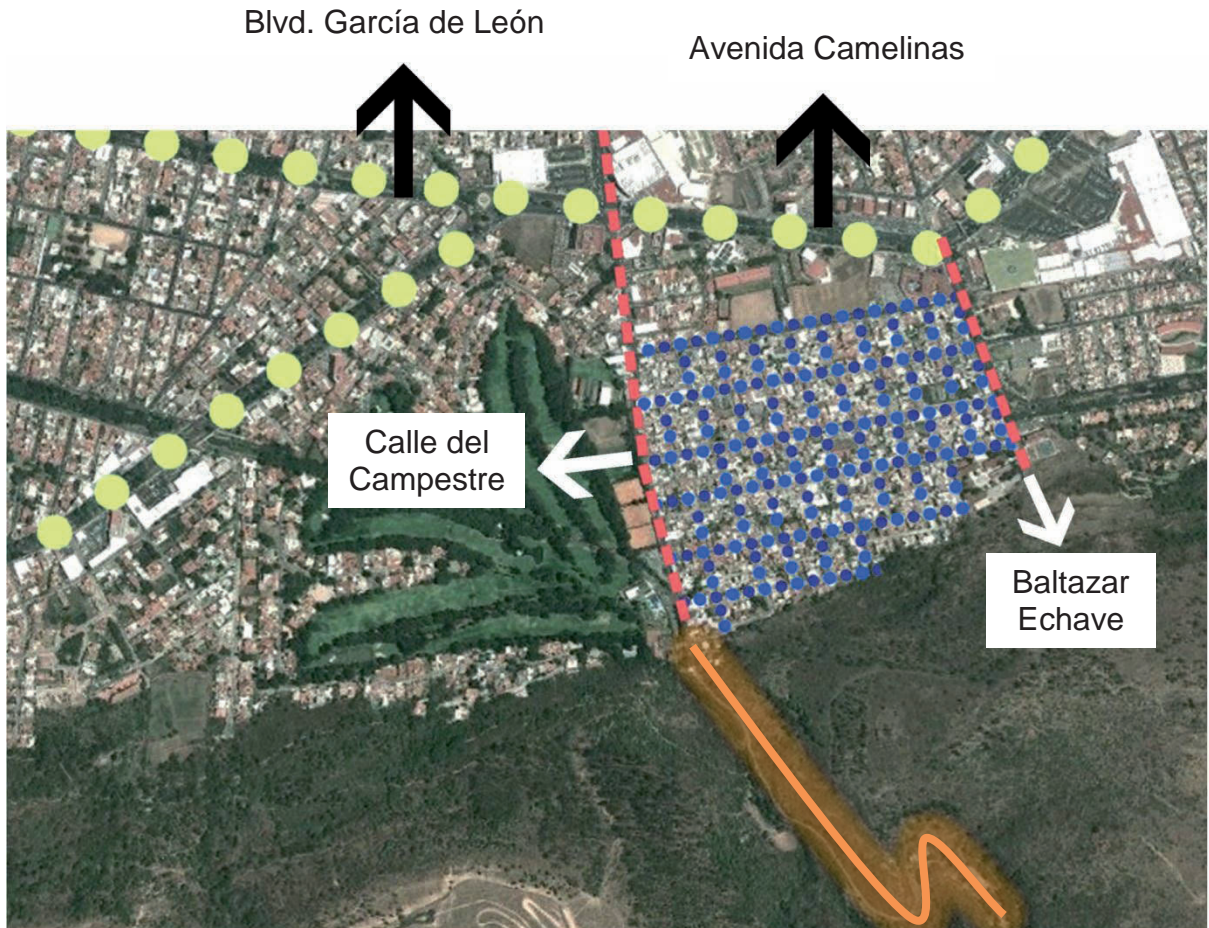 Blvd. García de León
Avenida Camelinas
Calle del
Campestre
Baltazar
Echave